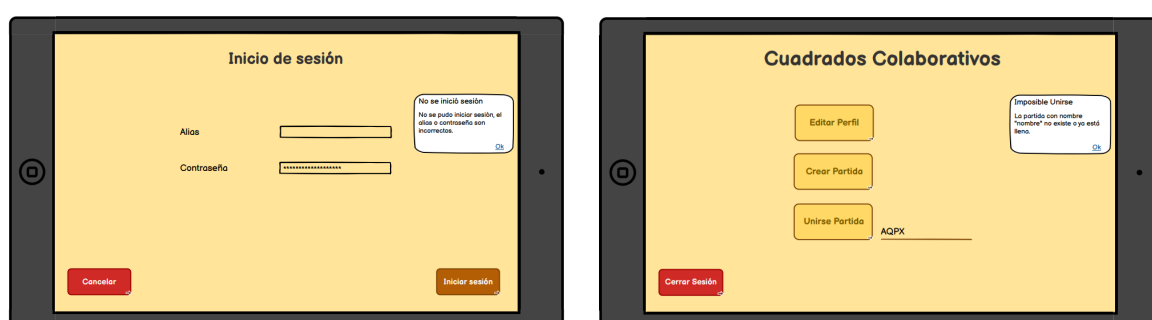 Inicio de sesión
No se inició sesión
No se pudo iniciar sesión, el
alias o contraseña son
incorrectos.
Ok
Alias
Contraseña
*******************
Cancelar
Iniciar sesión
Cuadrados Colaborativos
Imposible Unirse
La partida con nombre
"nombre" no existe o ya está
llena.
Ok
Editar Perfil
Crear Partida
Unirse Partida
AQPX
Cerrar Sesión